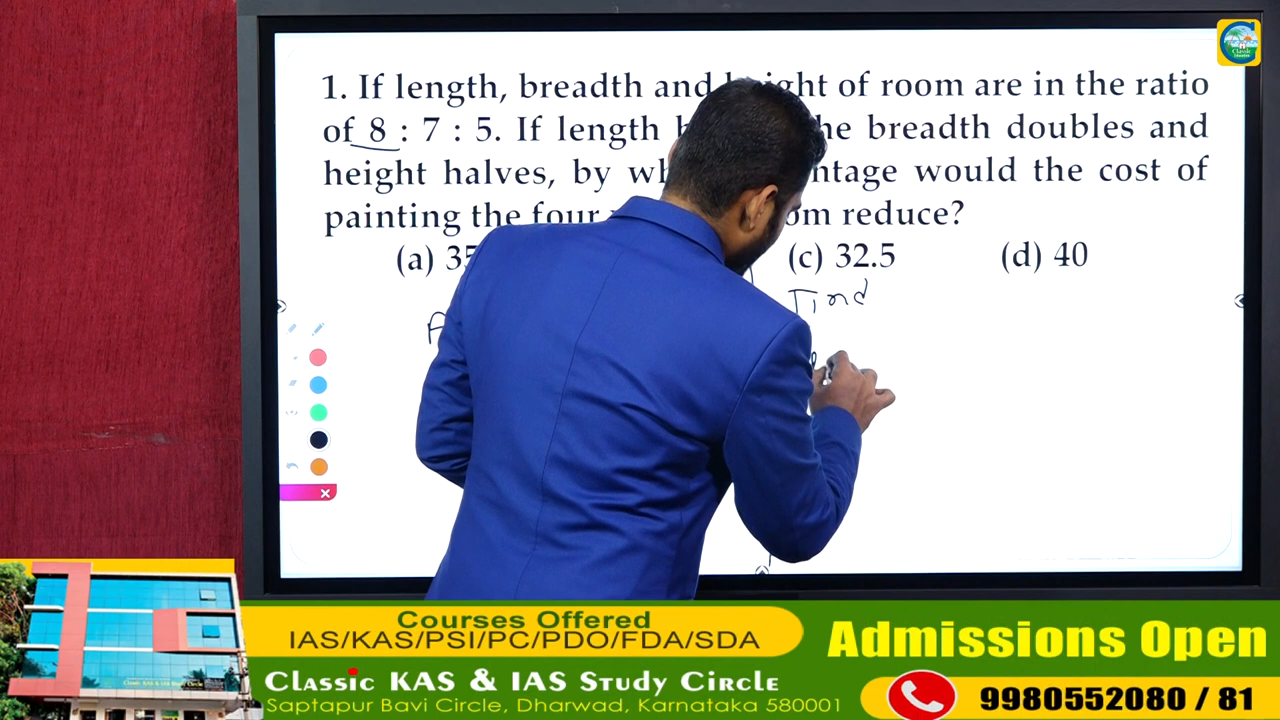 1. If length, breadth and height of room are in the ratio
of 8 : 7 : 5. If length he breadth doubles and
height halves, by wh ntage would the cost of
painting the four om reduce?
(a) 35 (c) 32.5 (d) 40
Find
Classic
Courses Offered
IAS/KAS/PSI/PC/PDO/FDA/SDA
Admissions Open
Classic KAS & IAS Study Circle
Saptapur Bavi Circle, Dharwad, Karnataka 580001
9980552080 / 81